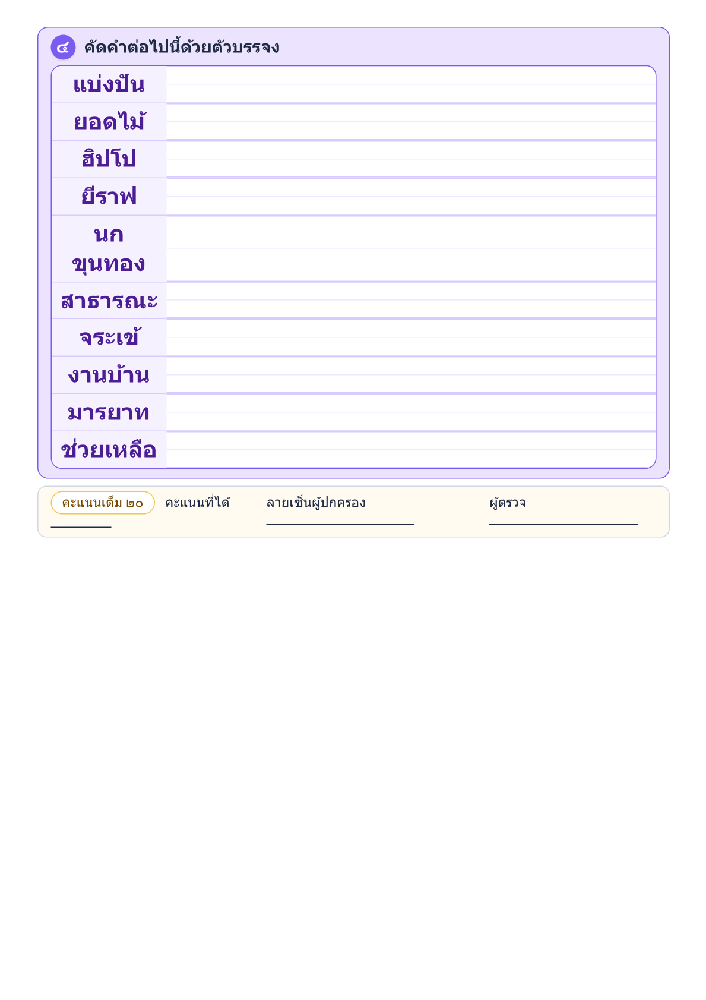 ๔ คัดคำต่อไปนี้ด้วยตัวบรรจง
แบ่งปัน
ยอดไม้
ฮิปโป
ยีราฟ
นก
ขุนทอง
สาธารณะ
จระเข้
งานบ้าน
มารยาท
ช่วยเหลือ
คะแนนเต็ม ๒๐ คะแนนที่ได้ ลายเซ็นผู้ปกครอง ผู้ตรวจ